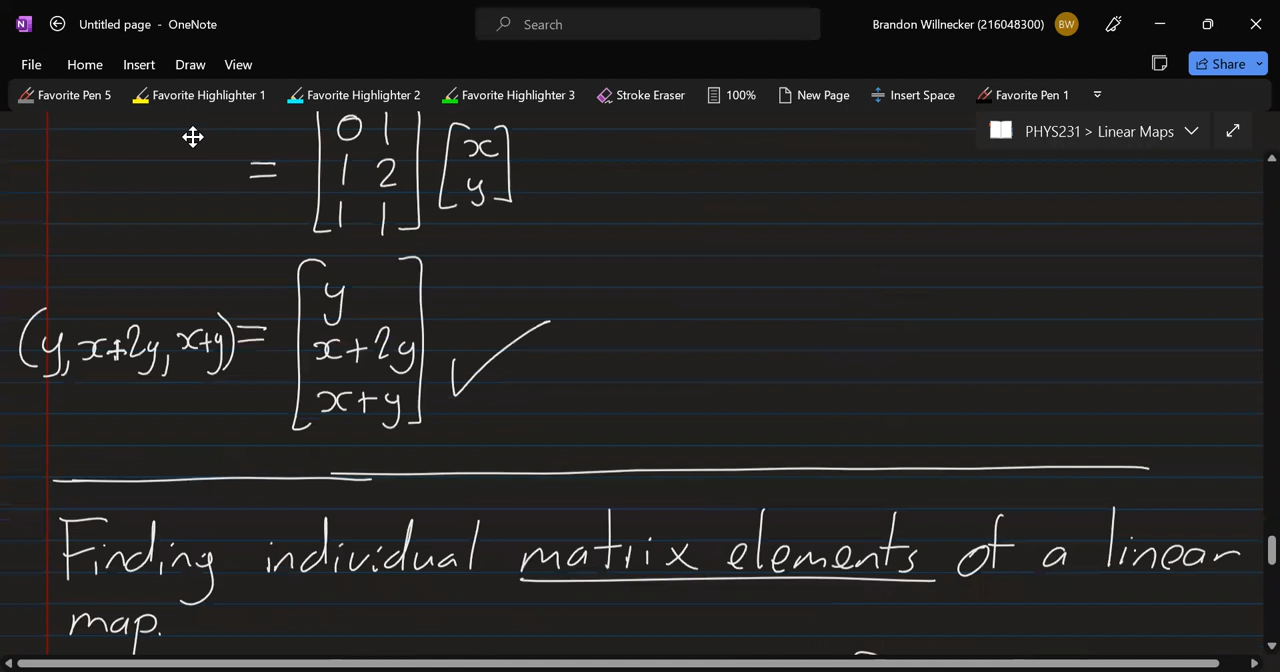 Untitled page - OneNote
Search
Brandon Willnecker (216048300) BW
File Home Insert Draw View
Share
Favorite Pen 5 Favorite Highlighter 1 Favorite Highlighter 2 Favorite Highlighter 3 Stroke Eraser 100% New Page Insert Space Favorite Pen 1
PHYS231 > Linear Maps
0 1
1 2
1 1
=
x
y
(y, x+2y, x+y) =
y
x+2y
x+y
Finding individual matrix elements of a linear
map.